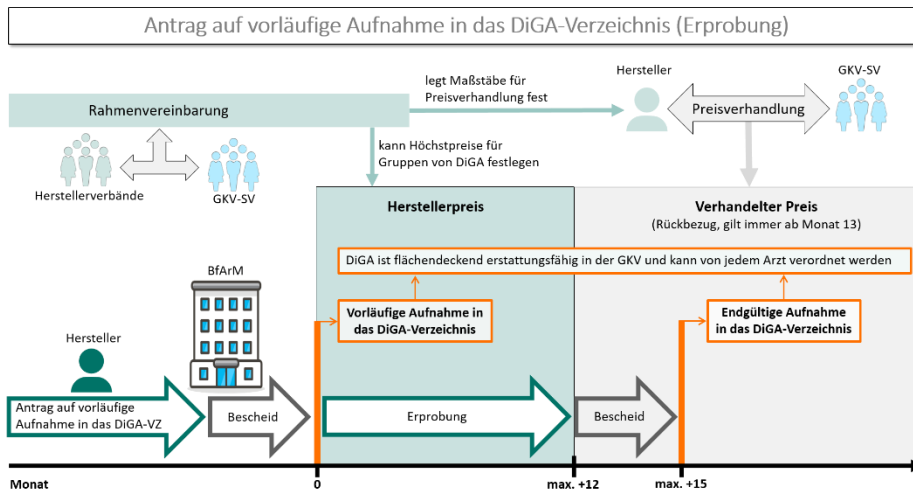 Antrag auf vorläufige Aufnahme in das DiGA-Verzeichnis (Erprobung)
legt Maßstäbe für
Preisverhandlung fest
Hersteller
GKV-SV
Rahmenvereinbarung
Preisverhandlung
kann Höchstpreise für
Gruppen von DiGA festlegen
Herstellerverbände
GKV-SV
Herstellerpreis
Verhandelter Preis
(Rückbezug, gilt immer ab Monat 13)
DiGA ist flächendeckend erstattungsfähig in der GKV und kann von jedem Arzt verordnet werden
BfArM
Vorläufige Aufnahme in
das DiGA-Verzeichnis
Endgültige Aufnahme
in das DiGA-Verzeichnis
Hersteller
Antrag auf vorläufige
Aufnahme in das DiGA-VZ
Bescheid
Erprobung
Bescheid
Monat
0
max. +12
max. +15